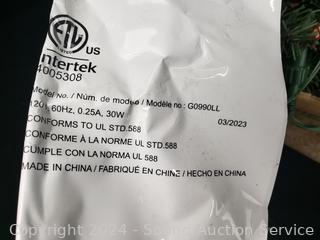 ETL
US
Intertek
4005308
Model No. / Núm. de modelo / Modèle no : G0990LL
120V, 60Hz, 0.25A, 30W
03/2023
CONFORMS TO UL STD.588
CONFORME À LA NORME UL STD.588
CUMPLE CON LA NORMA UL 588
MADE IN CHINA / FABRIQUÉ EN CHINE / HECHO EN CHINA
Copyright 2024 - Sound Auction Service